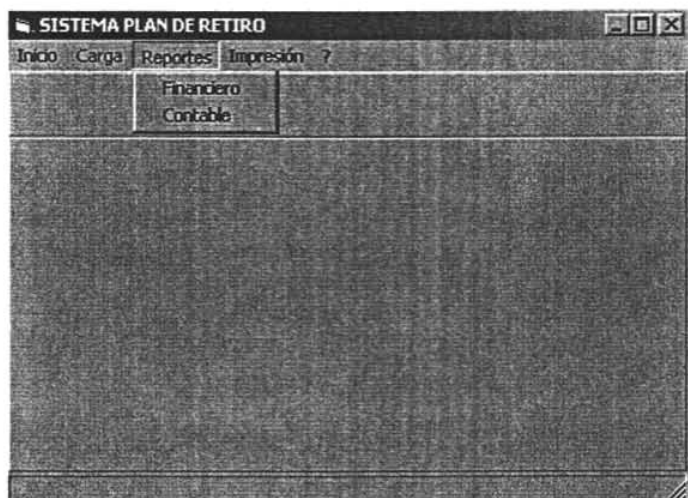 SISTEMA PLAN DE RETIRO
Inicio Carga Reportes Impresión ?
Financiero
Contable